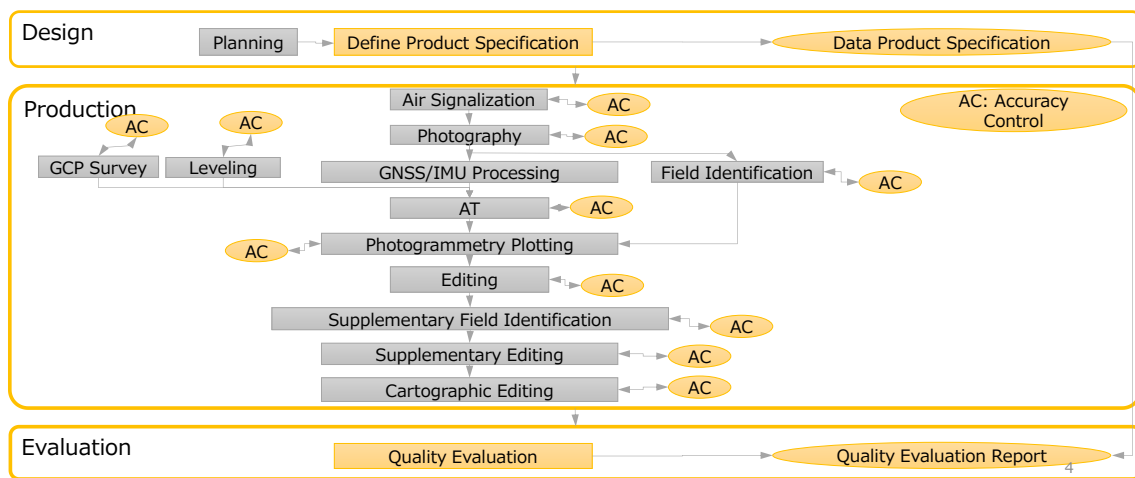 Design
Planning
Define Product Specification
Data Product Specification
Production
Air Signalization
AC
AC: Accuracy
Control
AC
AC
Photography
AC
GCP Survey
Leveling
GNSS/IMU Processing
Field Identification
AC
AT
AC
AC
Photogrammetry Plotting
Editing
AC
Supplementary Field Identification
AC
Supplementary Editing
AC
Cartographic Editing
AC
Evaluation
Quality Evaluation
Quality Evaluation Report
4